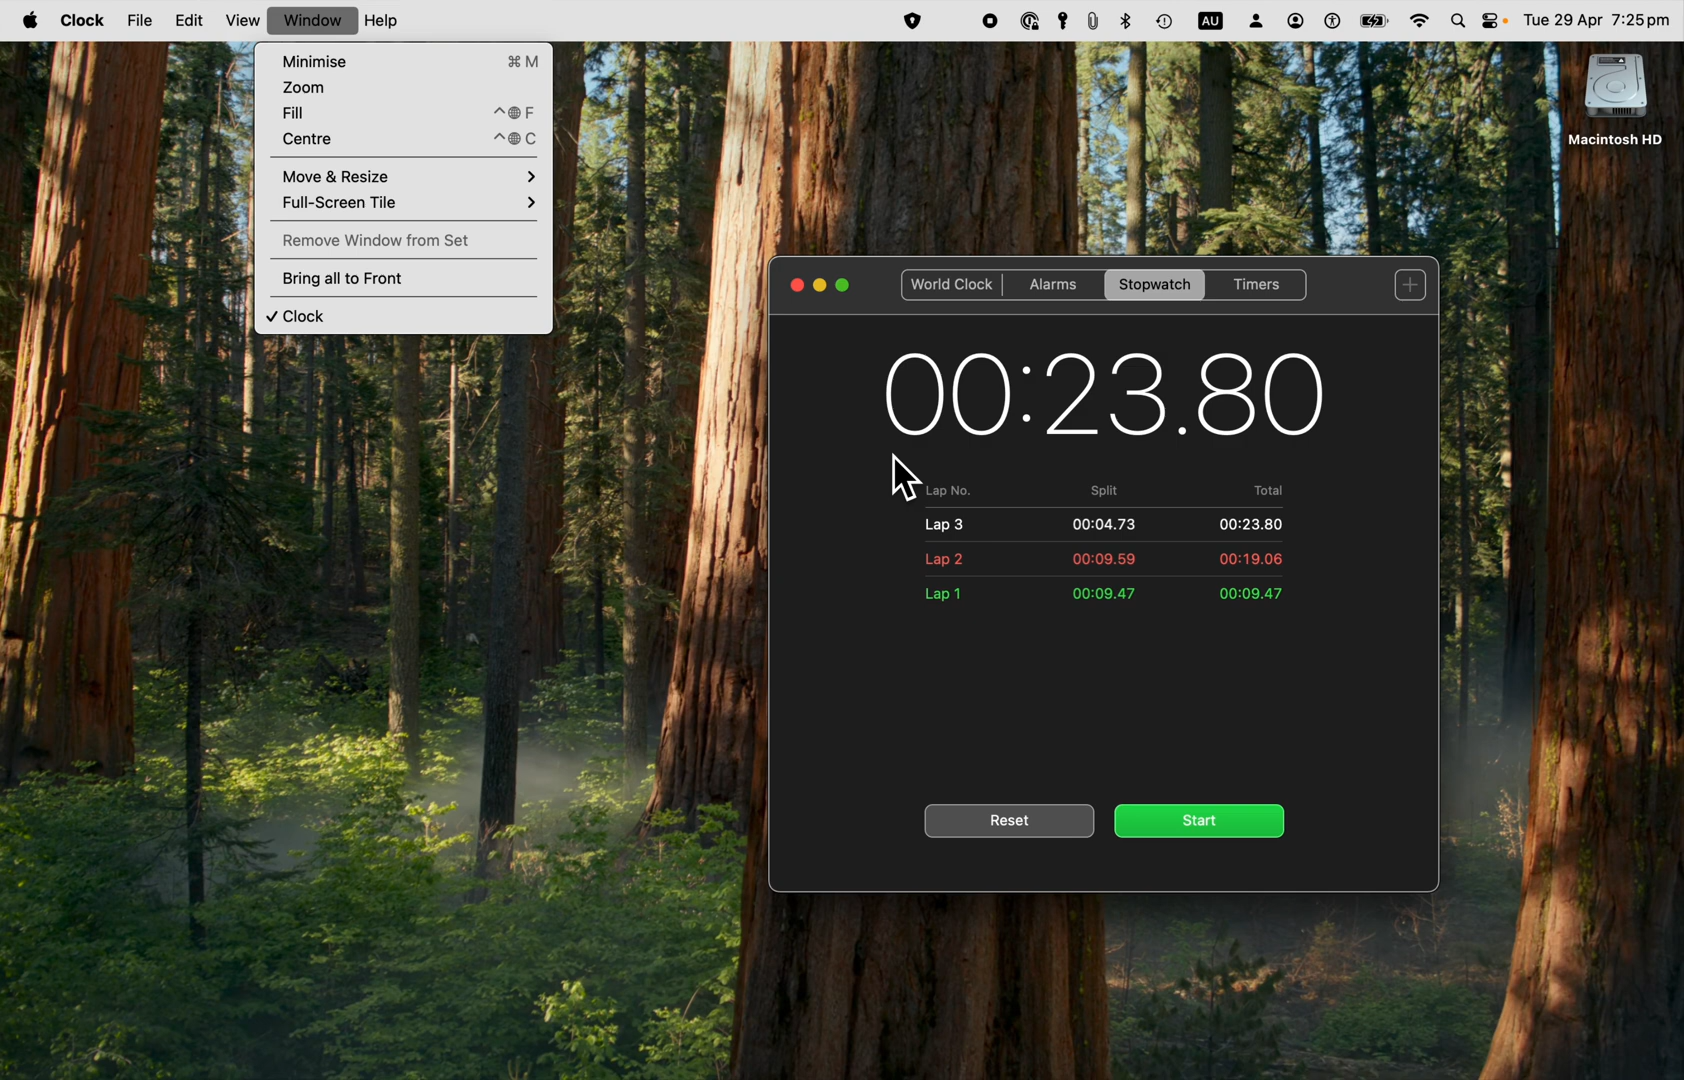 Clock File Edit View Window Help AU Tue 29 Apr 7:25 pm
Minimise ⌘ M
Zoom
Fill ^ F
Centre ^ C
Move & Resize
Full-Screen Tile
Remove Window from Set
Bring all to Front
✓ Clock
Macintosh HD
World Clock Alarms Stopwatch Timers
00:23.80
Lap No. Split Total
Lap 3 00:04.73 00:23.80
Lap 2 00:09.59 00:19.06
Lap 1 00:09.47 00:09.47
Reset Start